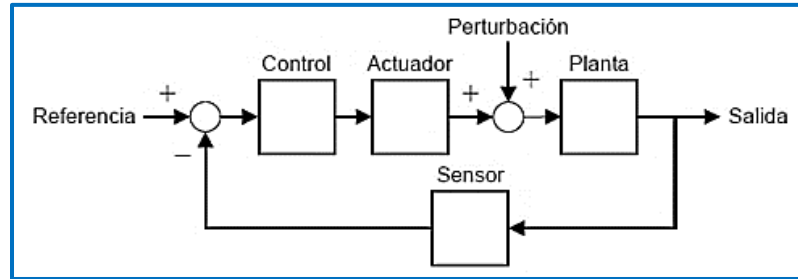 Perturbación
Control Actuador Planta
+ + +
Referencia Salida
−
Sensor